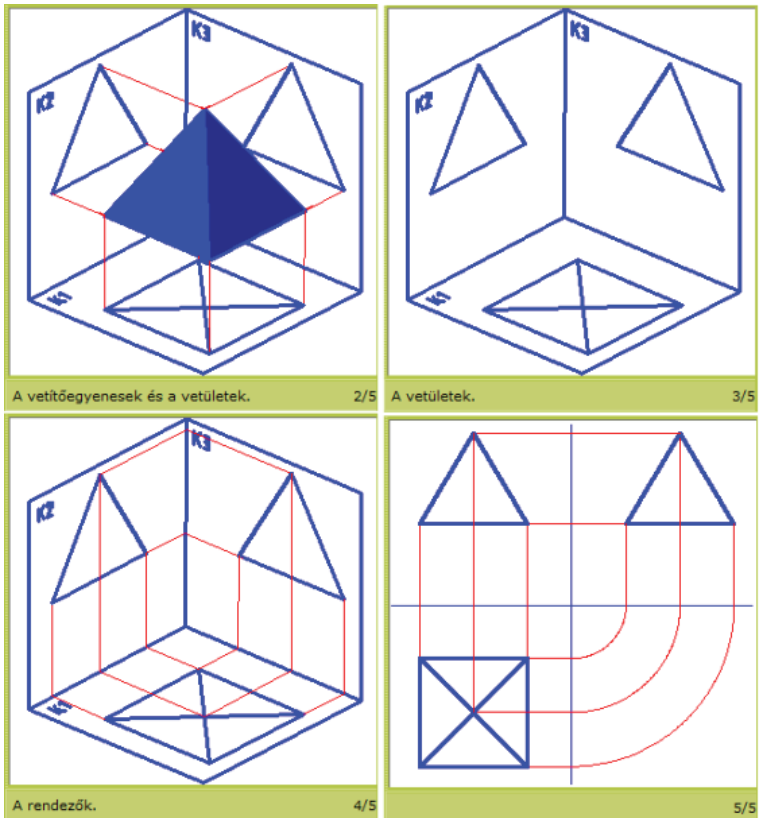 K3
K2
K1
A vetítőegyenesek és a vetületek. 2/5
K3
K2
K1
A vetületek. 3/5
K3
K2
K1
A rendezők. 4/5
5/5